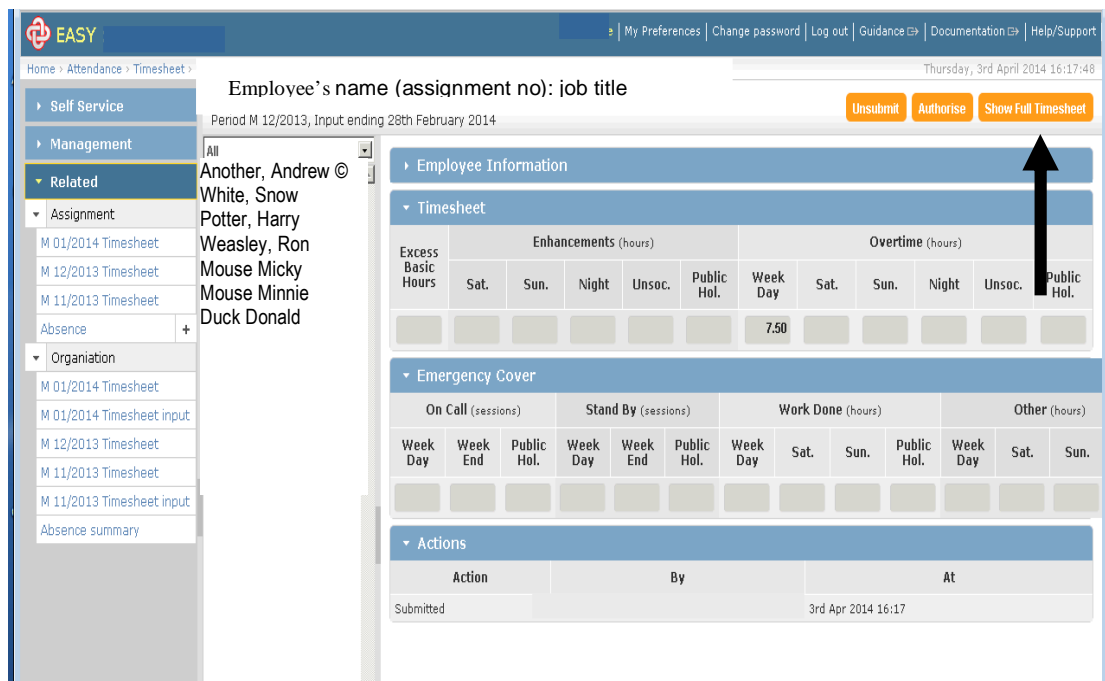 EASY
e | My Preferences | Change password | Log out | Guidance | Documentation | Help/Support
Home › Attendance › Timesheet ›
Thursday, 3rd April 2014 16:17:48
Employee's name (assignment no): job title
Period M 12/2013, Input ending 28th February 2014
Unsubmit Authorise Show Full Timesheet
Self Service
Management
Related
Assignment
M 01/2014 Timesheet
M 12/2013 Timesheet
M 11/2013 Timesheet
Absence +
Organiation
M 01/2014 Timesheet
M 01/2014 Timesheet input
M 12/2013 Timesheet
M 11/2013 Timesheet
M 11/2013 Timesheet input
Absence summary
All
Another, Andrew ©
White, Snow
Potter, Harry
Weasley, Ron
Mouse Micky
Mouse Minnie
Duck Donald
Employee Information
Timesheet
Excess Basic Hours
Enhancements (hours)
Overtime (hours)
Sat. Sun. Night Unsoc. Public Hol. Week Day Sat. Sun. Night Unsoc. Public Hol.
7.50
Emergency Cover
On Call (sessions) Stand By (sessions) Work Done (hours) Other (hours)
Week Day Week End Public Hol. Week Day Week End Public Hol. Week Day Sat. Sun. Public Hol. Week Day Sat. Sun.
Actions
Action By At
Submitted 3rd Apr 2014 16:17